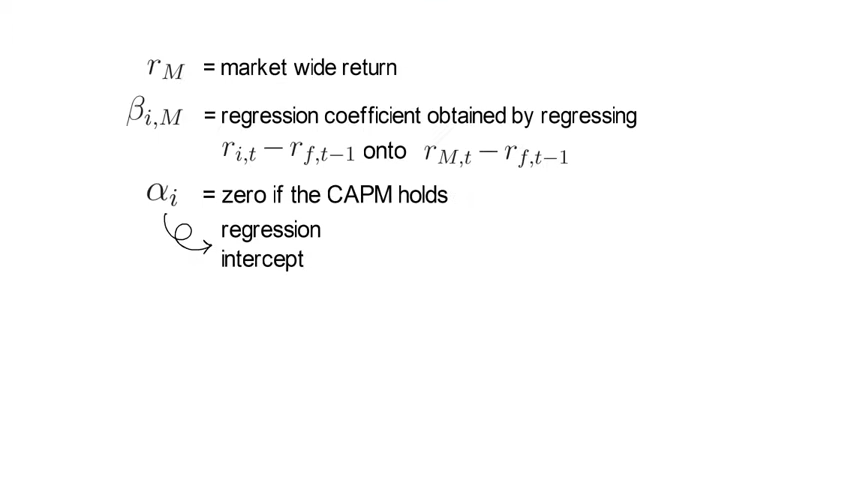 r_M = market wide return
β_{i,M} = regression coefficient obtained by regressing
r_{i,t} − r_{f,t−1} onto r_{M,t} − r_{f,t−1}
α_i = zero if the CAPM holds
regression
intercept